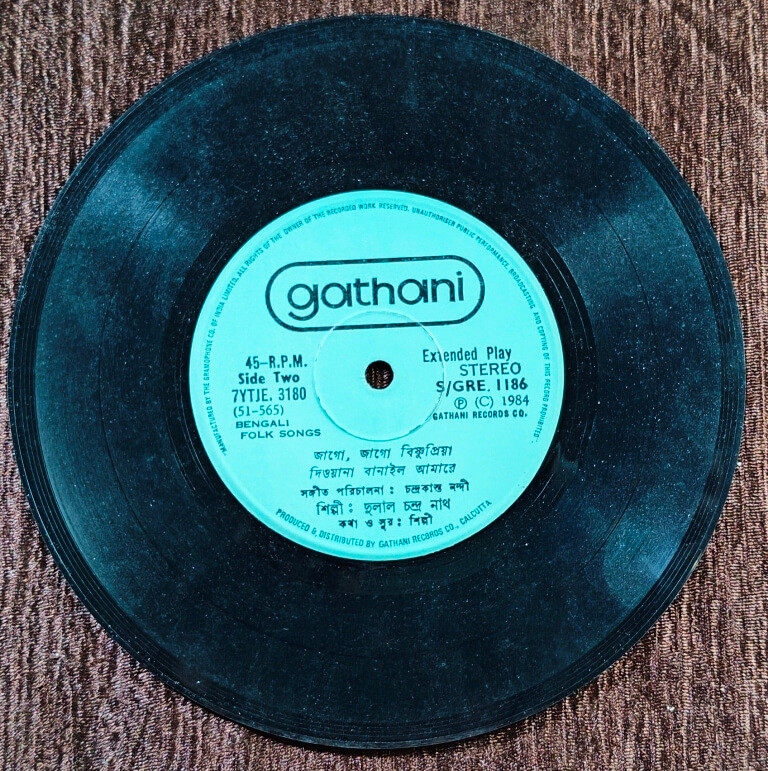 MANUFACTURED BY THE GRAMOPHONE CO. OF INDIA LIMITED. ALL RIGHTS OF THE OWNER OF THE RECORDED WORK RESERVED. UNAUTHORISED PUBLIC PERFORMANCE, BROADCASTING AND COPYING OF THIS RECORD PROHIBITED
gathani
45-R.P.M.
Side Two
7YTJE. 3180
(51-565)
BENGALI
FOLK SONGS
Extended Play
STEREO
S/GRE. 1186
Ⓟ (C) 1984
GATHANI RECORDS CO.
জাগো, জাগো বিষ্ণুপ্রিয়া
দিওয়ানা বানাইল আমারে
সঙ্গীত পরিচালনা : চন্দ্রকান্ত নন্দী
শিল্পী : দুলাল চন্দ্র নাথ
কথা ও সুর : শিল্পী
PRODUCED & DISTRIBUTED BY GATHANI RECORDS CO., CALCUTTA